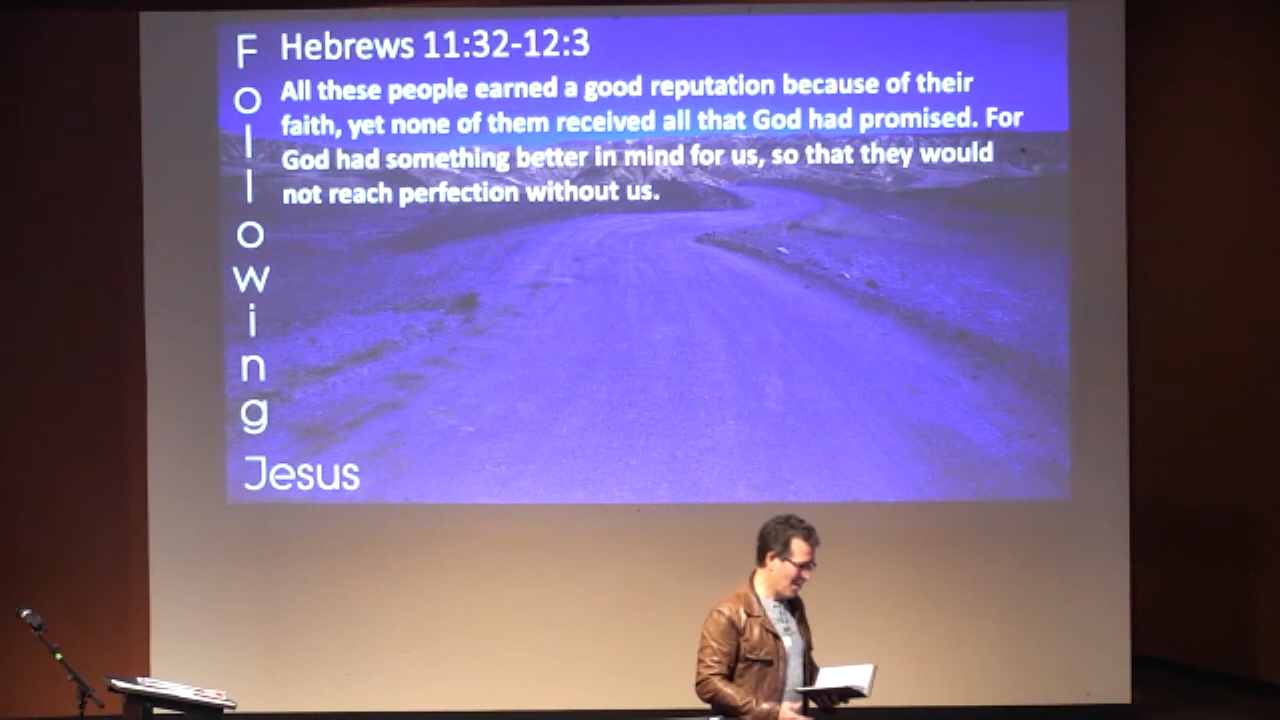 Hebrews 11:32-12:3
All these people earned a good reputation because of their
faith, yet none of them received all that God had promised. For
God had something better in mind for us, so that they would
not reach perfection without us.
Following
Jesus